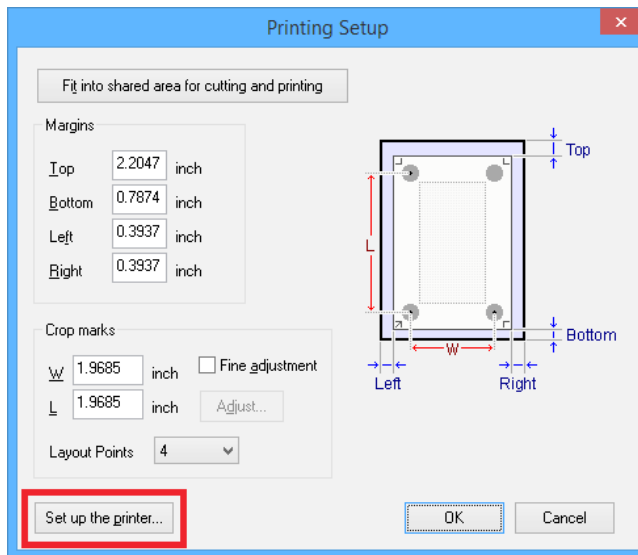 Printing Setup
Fit into shared area for cutting and printing
Margins
Top 2.2047 inch
Bottom 0.7874 inch
Left 0.3937 inch
Right 0.3937 inch
Top
L
W
Bottom
Left Right
Crop marks
W 1.9685 inch Fine adjustment
L 1.9685 inch Adjust...
Layout Points 4
Set up the printer... OK Cancel